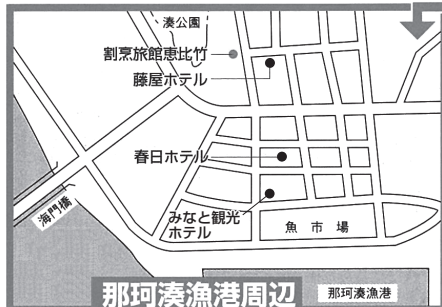 湊公園
割烹旅館恵比竹
藤屋ホテル
春日ホテル
海門橋
みなと観光
ホテル
魚市場
那珂湊漁港周辺
那珂湊漁港